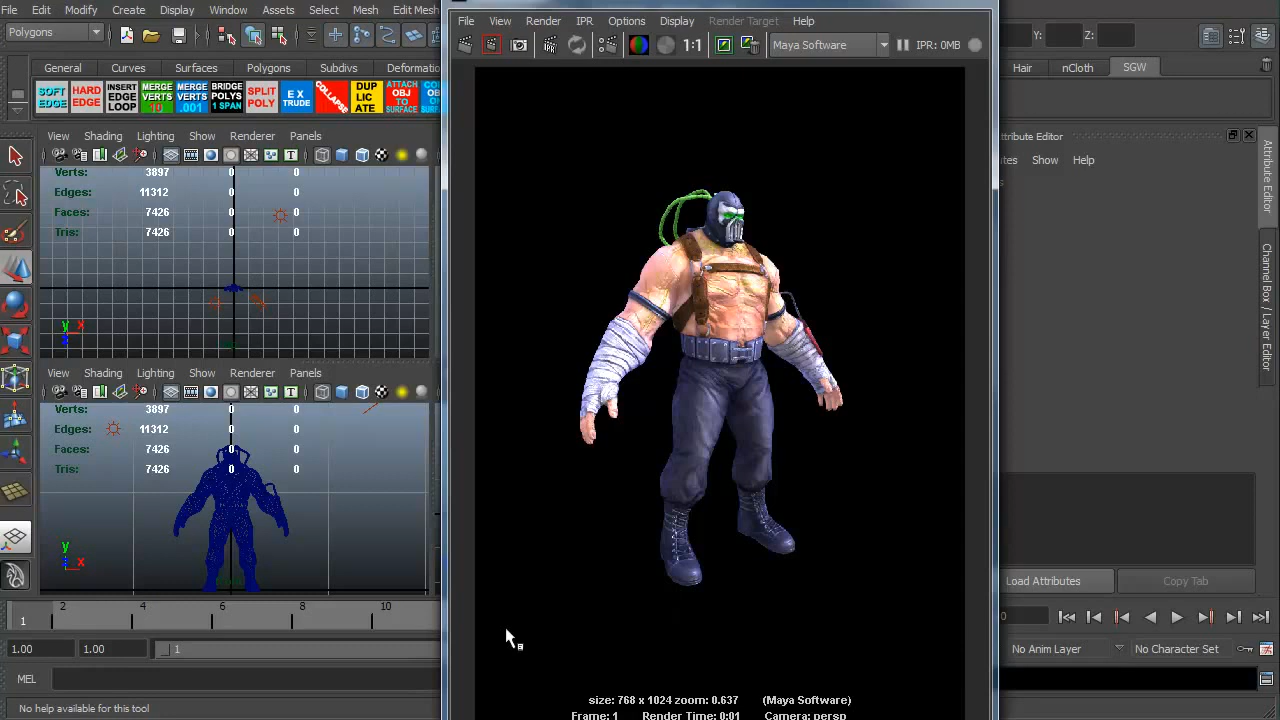 File Edit Modify Create Display Window Assets Select Mesh Edit Mesh
File View Render IPR Options Display Render Target Help
Polygons
1:1 Maya Software IPR: 0MB
Y: Z:
General Curves Surfaces Polygons Subdivs Deformation
Hair nCloth SGW
SOFT EDGE
HARD EDGE
INSERT EDGE LOOP
MERGE VERTS 10
MERGE VERTS .001
BRIDGE POLYS 1 SPAN
SPLIT POLY
EX TRUDE
COLLAPSE
DUP LIC ATE
ATTACH OBJ TO SURFACE
View Shading Lighting Show Renderer Panels
Verts: 3897 0 0
Edges: 11312 0 0
Faces: 7426 0 0
Tris: 7426 0 0
y x
z
View Shading Lighting Show Renderer Panels
Verts: 3897 0 0
Edges: 11312 0 0
Faces: 7426 0 0
Tris: 7426 0 0
y
z x
ttribute Editor
utes Show Help
Attribute Editor
Channel Box / Layer Editor
Load Attributes Copy Tab
size: 768 x 1024 zoom: 0.637 (Maya Software)
Frame: 1 Render Time: 0:01 Camera: persp
1 2 4 6 8 10
0
1.00 1.00 1
No Anim Layer No Character Set
MEL
No help available for this tool